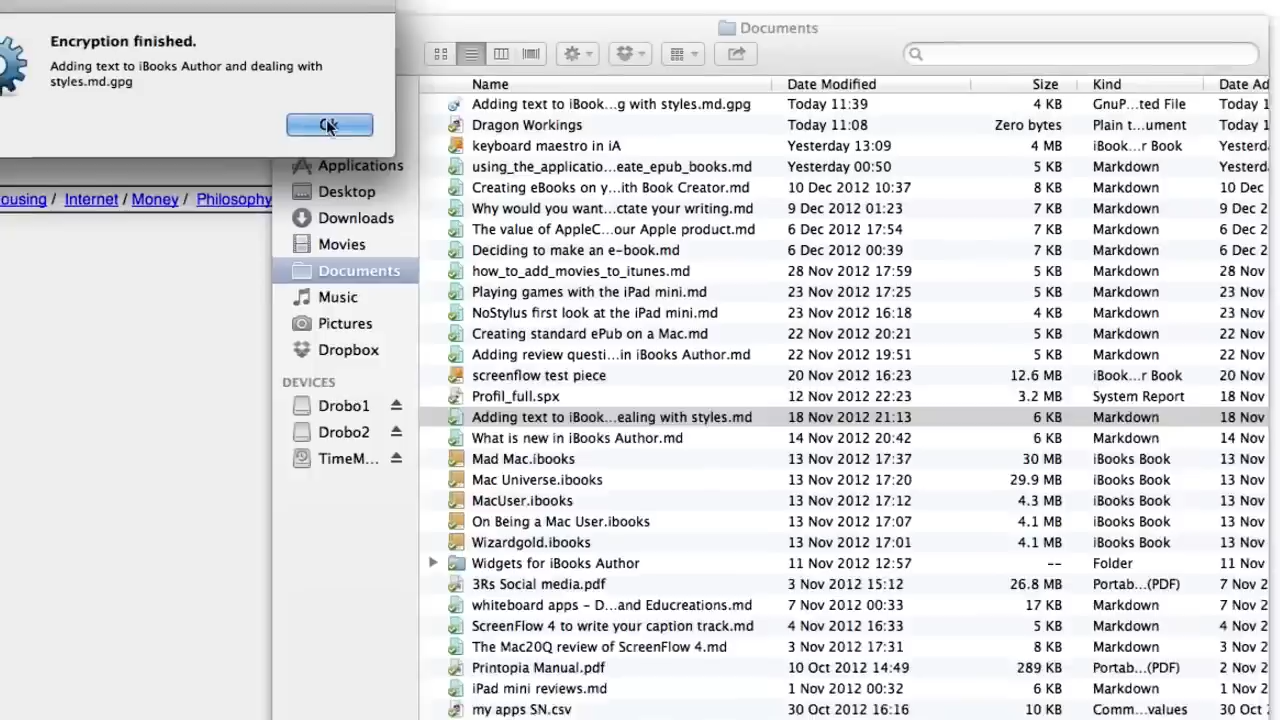 Encryption finished.
Adding text to iBooks Author and dealing with
styles.md.gpg
ousing / Internet / Money / Philosophy
Applications
Desktop
Downloads
Movies
Documents
Music
Pictures
Dropbox
DEVICES
Drobo1
Drobo2
TimeM...
Documents
Name Date Modified Size Kind Date Ad
Adding text to iBook...g with styles.md.gpg Today 11:39 4 KB GnuP...ted File Today 1
Dragon Workings Today 11:08 Zero bytes Plain t...ument Today 1
keyboard maestro in iA Yesterday 13:09 4 MB iBook...r Book Yesterd
using_the_applicatio...eate_epub_books.md Yesterday 00:50 5 KB Markdown Yesterd
Creating eBooks on y...ith Book Creator.md 10 Dec 2012 10:37 8 KB Markdown 10 Dec
Why would you want...ctate your writing.md 9 Dec 2012 01:23 7 KB Markdown 9 Dec 2
The value of AppleC...our Apple product.md 6 Dec 2012 17:54 7 KB Markdown 6 Dec 2
Deciding to make an e-book.md 6 Dec 2012 00:39 7 KB Markdown 6 Dec 2
how_to_add_movies_to_itunes.md 28 Nov 2012 17:59 5 KB Markdown 28 Nov
Playing games with the iPad mini.md 23 Nov 2012 17:25 5 KB Markdown 23 Nov
NoStylus first look at the iPad mini.md 23 Nov 2012 16:18 4 KB Markdown 23 Nov
Creating standard ePub on a Mac.md 22 Nov 2012 20:21 5 KB Markdown 22 Nov
Adding review questi...in iBooks Author.md 22 Nov 2012 19:51 5 KB Markdown 22 Nov
screenflow test piece 20 Nov 2012 16:23 12.6 MB iBook...r Book 20 Nov
Profil_full.spx 12 Nov 2012 22:23 3.2 MB System Report 18 Nov
Adding text to iBook...ealing with styles.md 18 Nov 2012 21:13 6 KB Markdown 18 Nov
What is new in iBooks Author.md 14 Nov 2012 20:42 6 KB Markdown 14 Nov
Mad Mac.ibooks 13 Nov 2012 17:37 30 MB iBooks Book 13 Nov
Mac Universe.ibooks 13 Nov 2012 17:20 29.9 MB iBooks Book 13 Nov
MacUser.ibooks 13 Nov 2012 17:12 4.3 MB iBooks Book 13 Nov
On Being a Mac User.ibooks 13 Nov 2012 17:07 4.1 MB iBooks Book 13 Nov
Wizardgold.ibooks 13 Nov 2012 17:01 4.1 MB iBooks Book 13 Nov
Widgets for iBooks Author 11 Nov 2012 12:57 -- Folder 11 Nov
3Rs Social media.pdf 3 Nov 2012 15:12 26.8 MB Portab...(PDF) 7 Nov 2
whiteboard apps - D...and Educreations.md 7 Nov 2012 00:33 17 KB Markdown 7 Nov 2
ScreenFlow 4 to write your caption track.md 4 Nov 2012 16:33 5 KB Markdown 4 Nov 2
The Mac20Q review of ScreenFlow 4.md 3 Nov 2012 17:31 8 KB Markdown 3 Nov 2
Printopia Manual.pdf 10 Oct 2012 14:49 289 KB Portab...(PDF) 2 Nov 2
iPad mini reviews.md 1 Nov 2012 00:32 6 KB Markdown 1 Nov 2
my apps SN.csv 30 Oct 2012 16:16 8 KB Comm...values 30 Oct